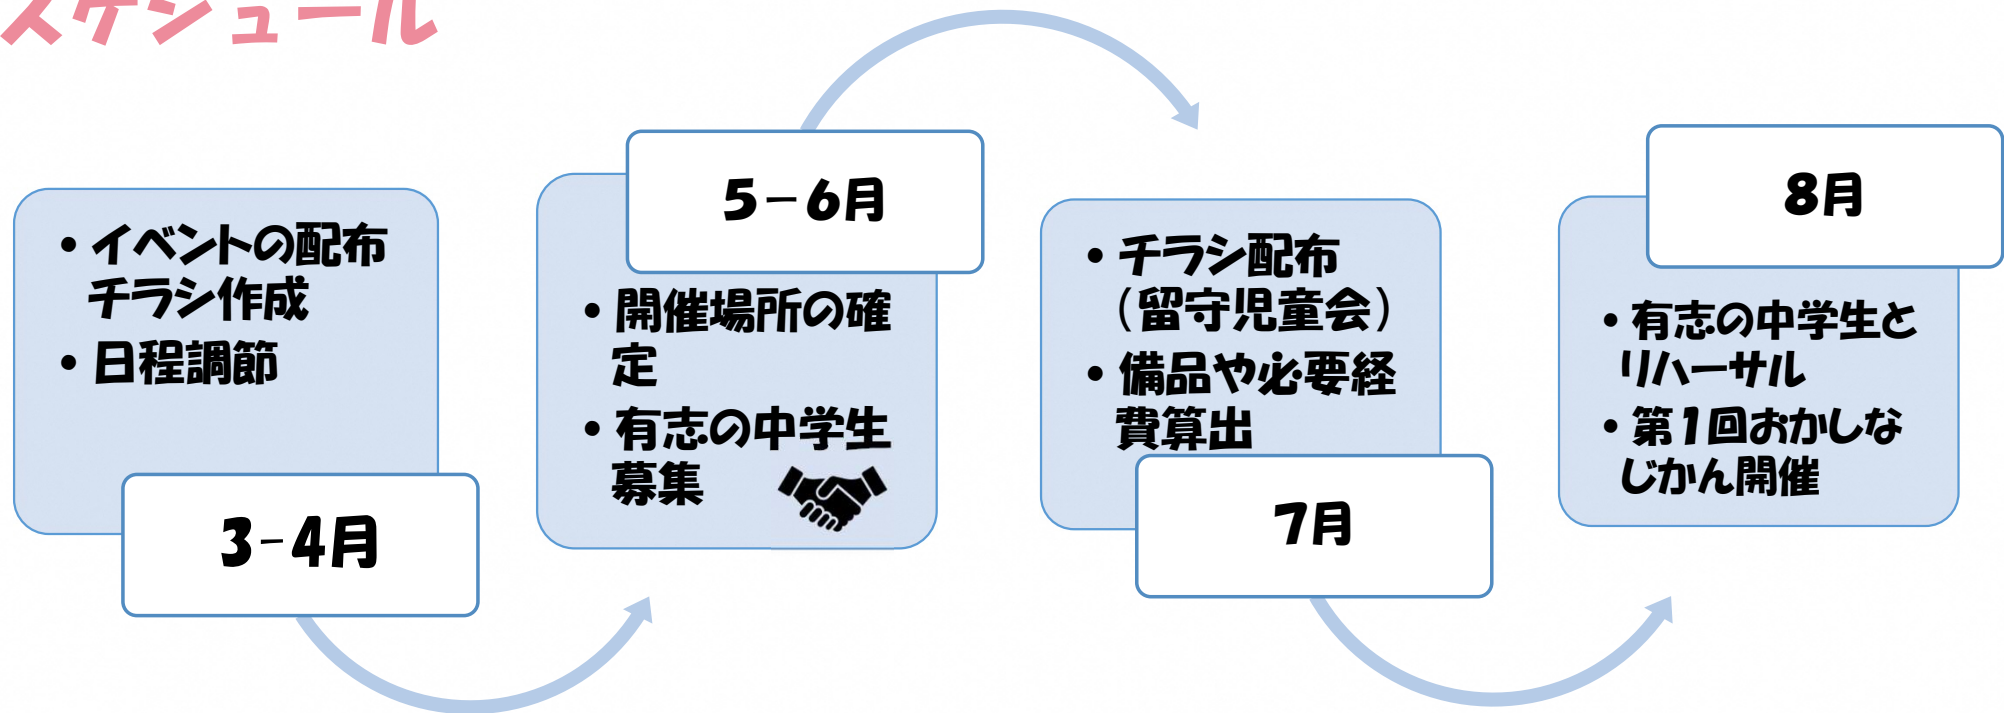 スケジュール
・イベントの配布
チラシ作成
・日程調節
3-4月
5-6月
・開催場所の確
定
・有志の中学生
募集
・チラシ配布
（留守児童会）
・備品や必要経
費算出
7月
8月
・有志の中学生と
リハーサル
・第1回おかしな
じかん開催